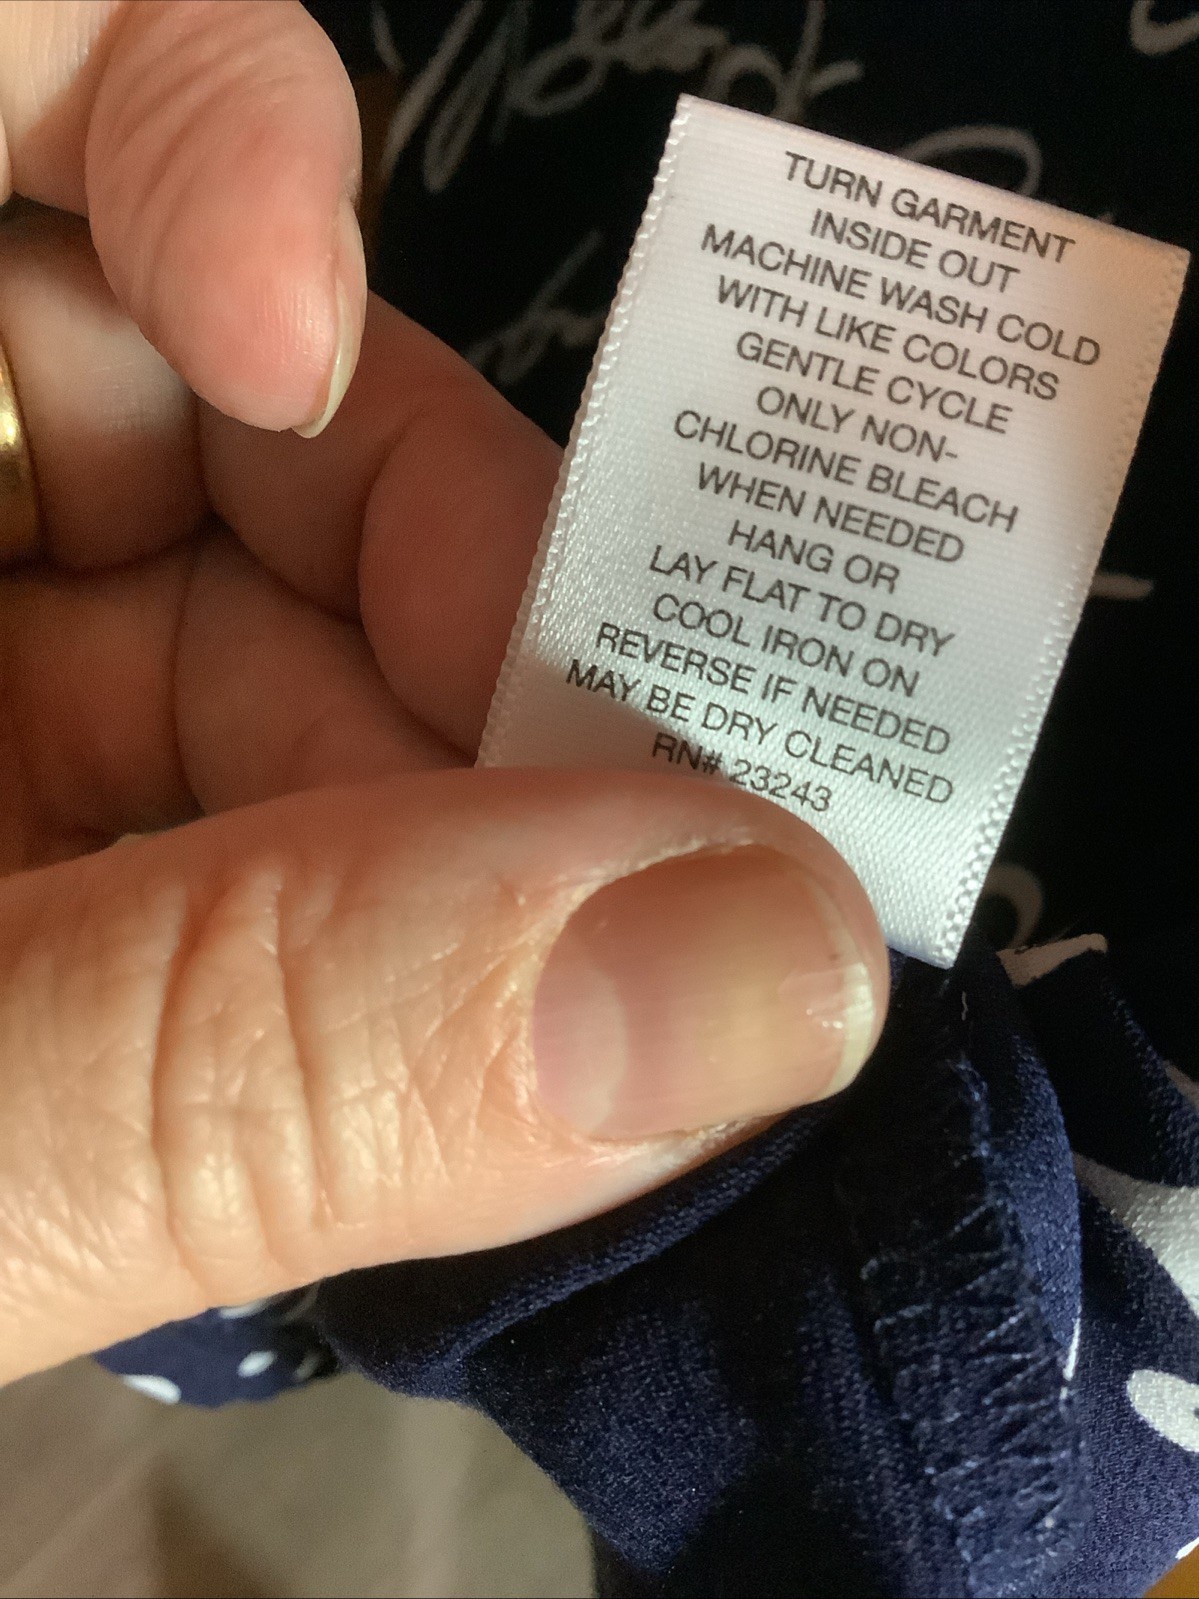 TURN GARMENT
INSIDE OUT
MACHINE WASH COLD
WITH LIKE COLORS
GENTLE CYCLE
ONLY NON-
CHLORINE BLEACH
WHEN NEEDED
HANG OR
LAY FLAT TO DRY
COOL IRON ON
REVERSE IF NEEDED
MAY BE DRY CLEANED
RN# 23243